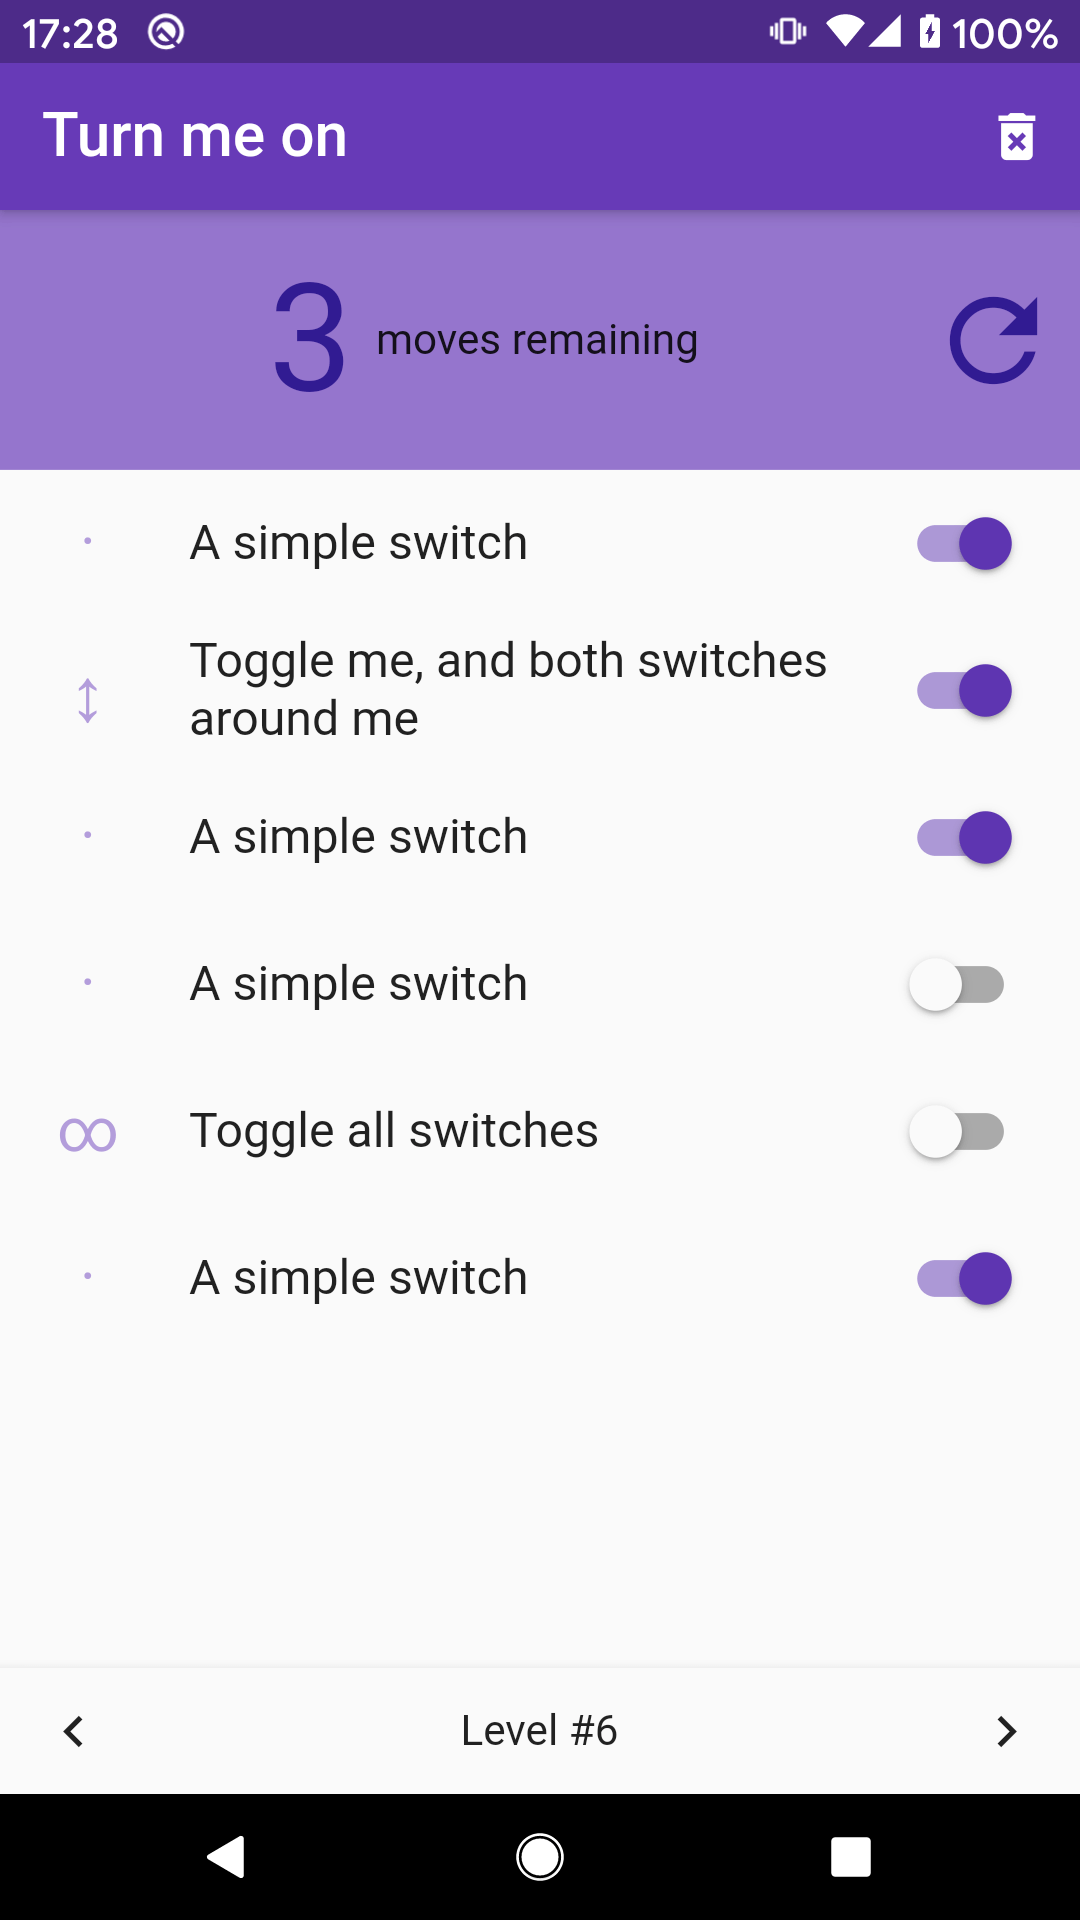 17:28 100%
Turn me on
3 moves remaining
A simple switch
Toggle me, and both switches
around me
A simple switch
A simple switch
Toggle all switches
A simple switch
Level #6